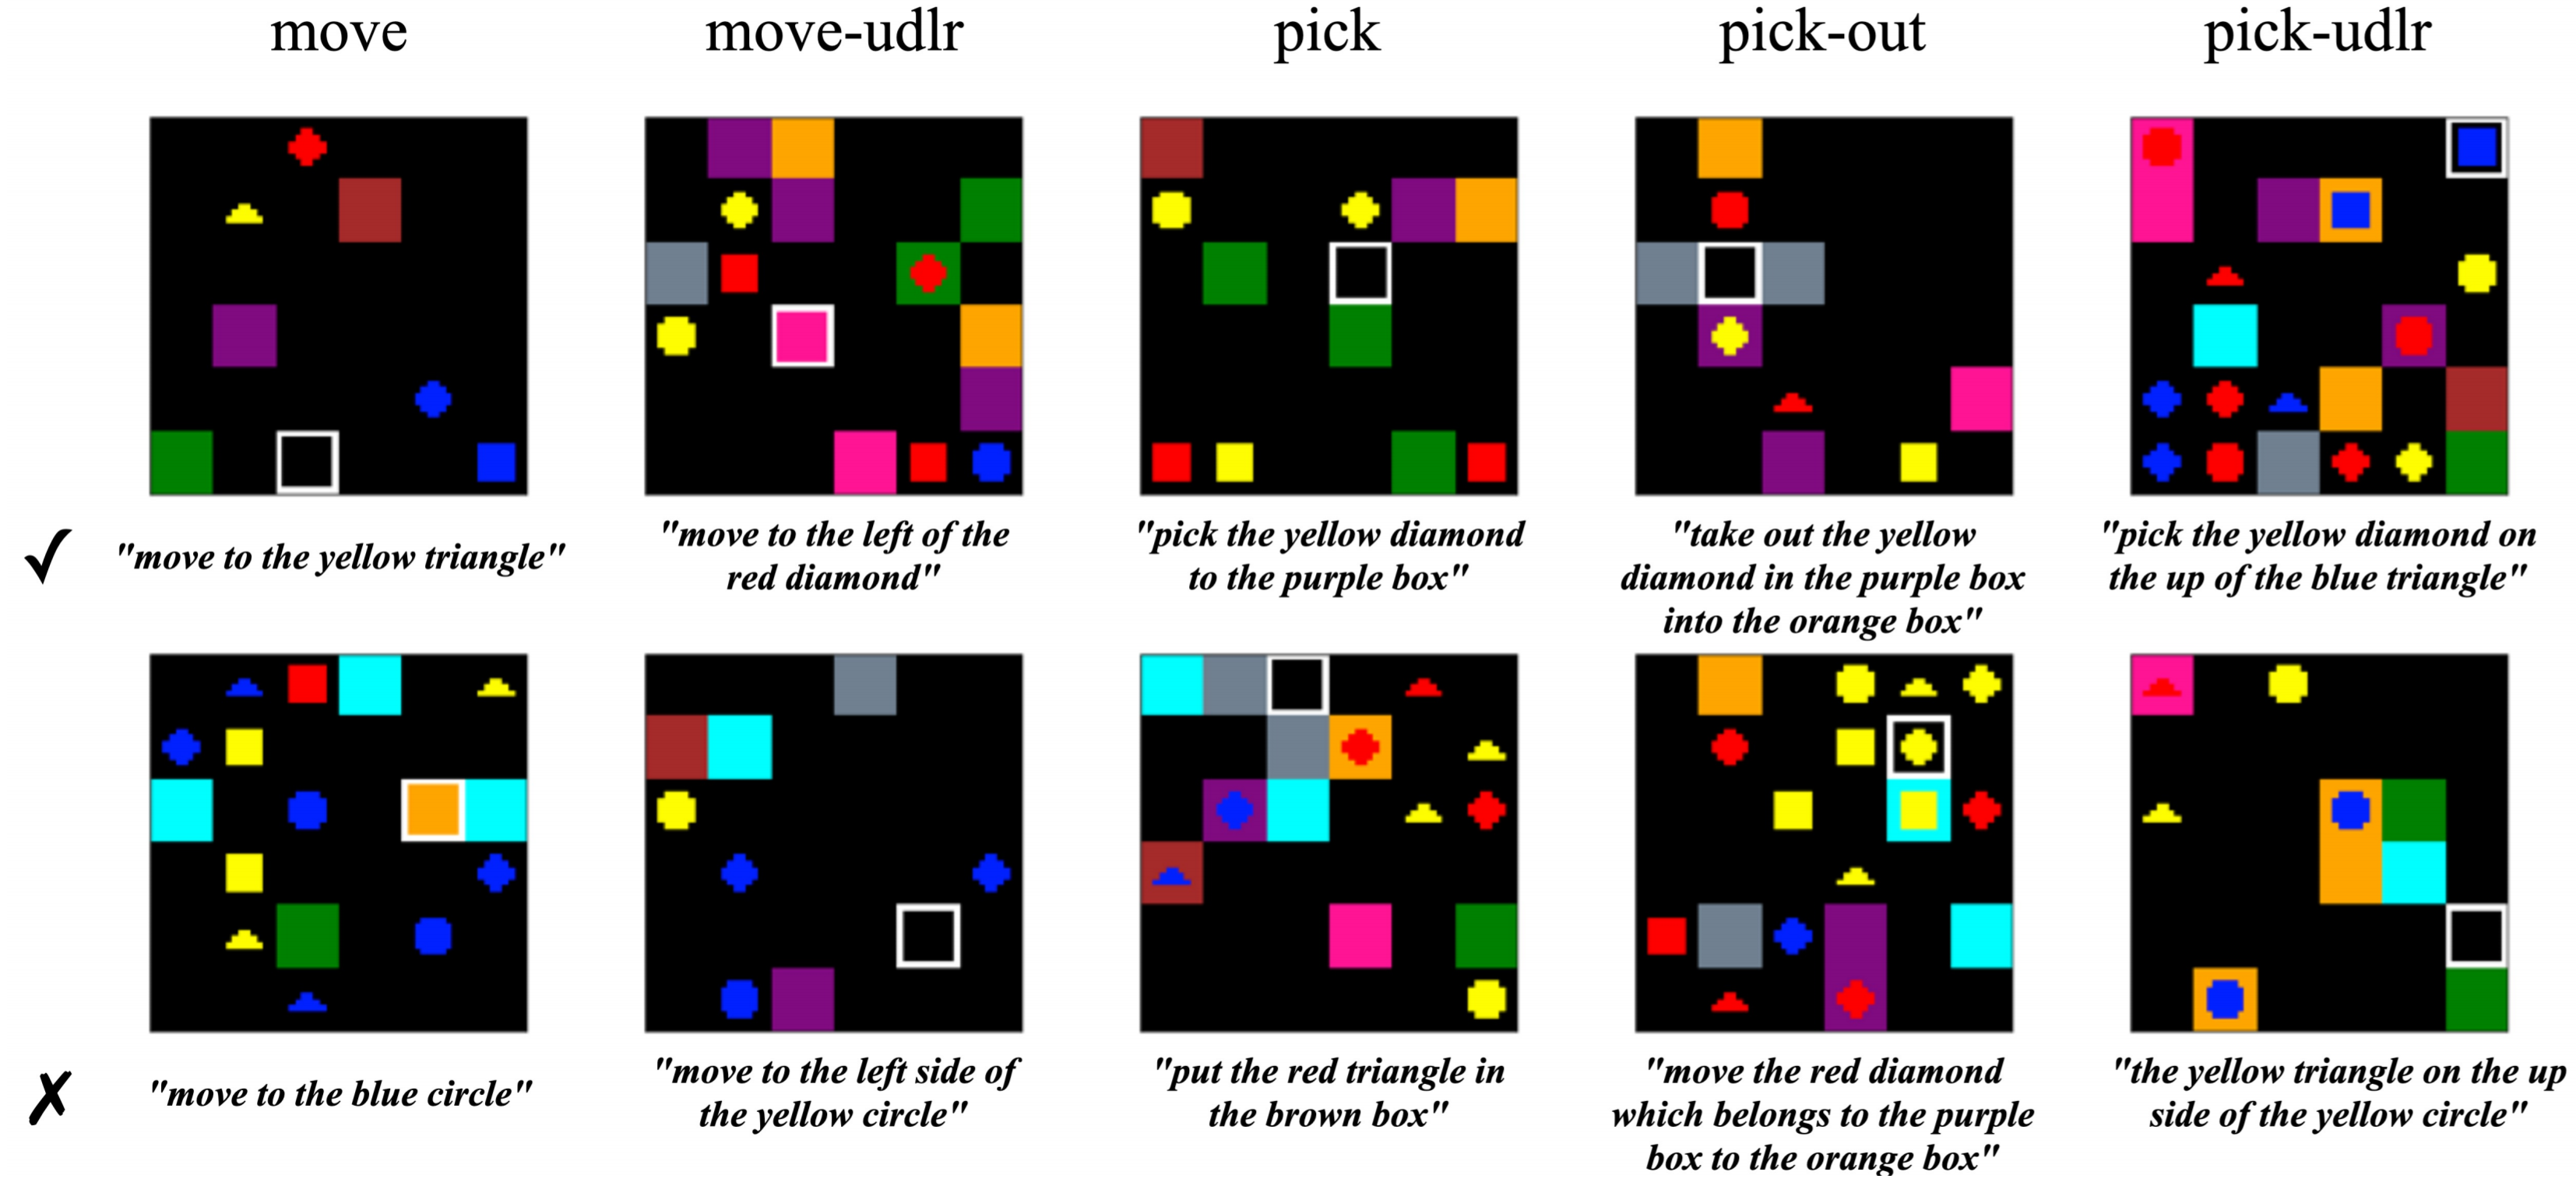 move move-udlr pick pick-out pick-udlr
✓ "move to the yellow triangle"
"move to the left of the
red diamond"
"pick the yellow diamond
to the purple box"
"take out the yellow
diamond in the purple box
into the orange box"
"pick the yellow diamond on
the up of the blue triangle"
✗ "move to the blue circle"
"move to the left side of
the yellow circle"
"put the red triangle in
the brown box"
"move the red diamond
which belongs to the purple
box to the orange box"
"the yellow triangle on the up
side of the yellow circle"